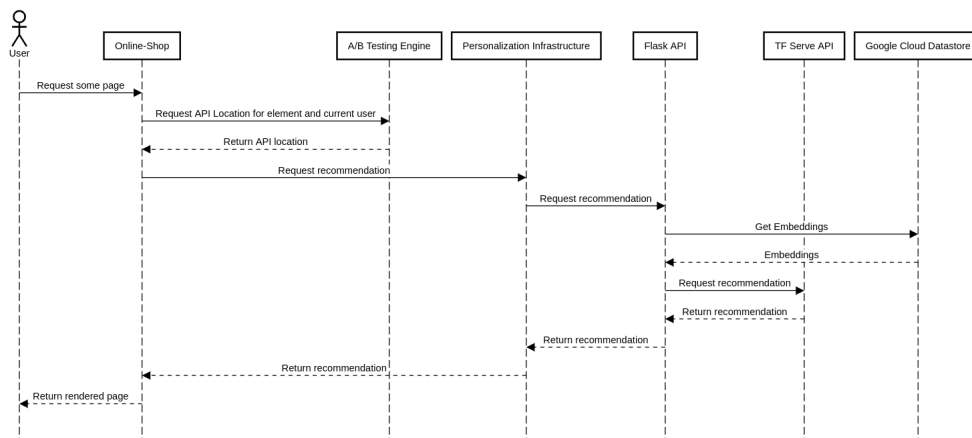 User
Online-Shop
A/B Testing Engine
Personalization Infrastructure
Flask API
TF Serve API
Google Cloud Datastore
Request some page
Request API Location for element and current user
Return API location
Request recommendation
Request recommendation
Get Embeddings
Embeddings
Request recommendation
Return recommendation
Return recommendation
Return recommendation
Return rendered page